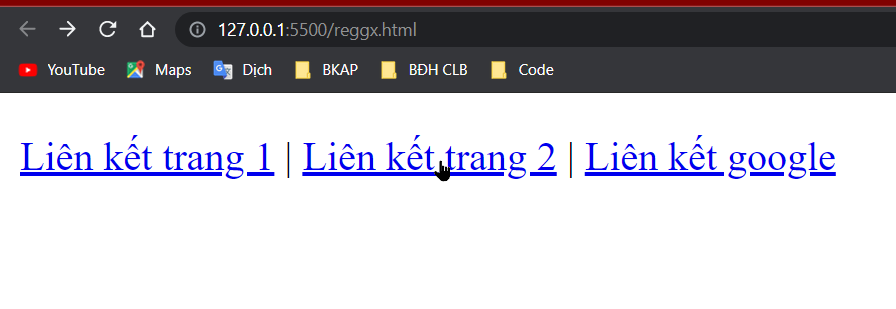 127.0.0.1:5500/reggx.html
YouTube Maps Dịch BKAP BĐH CLB Code
Liên kết trang 1 | Liên kết trang 2 | Liên kết google